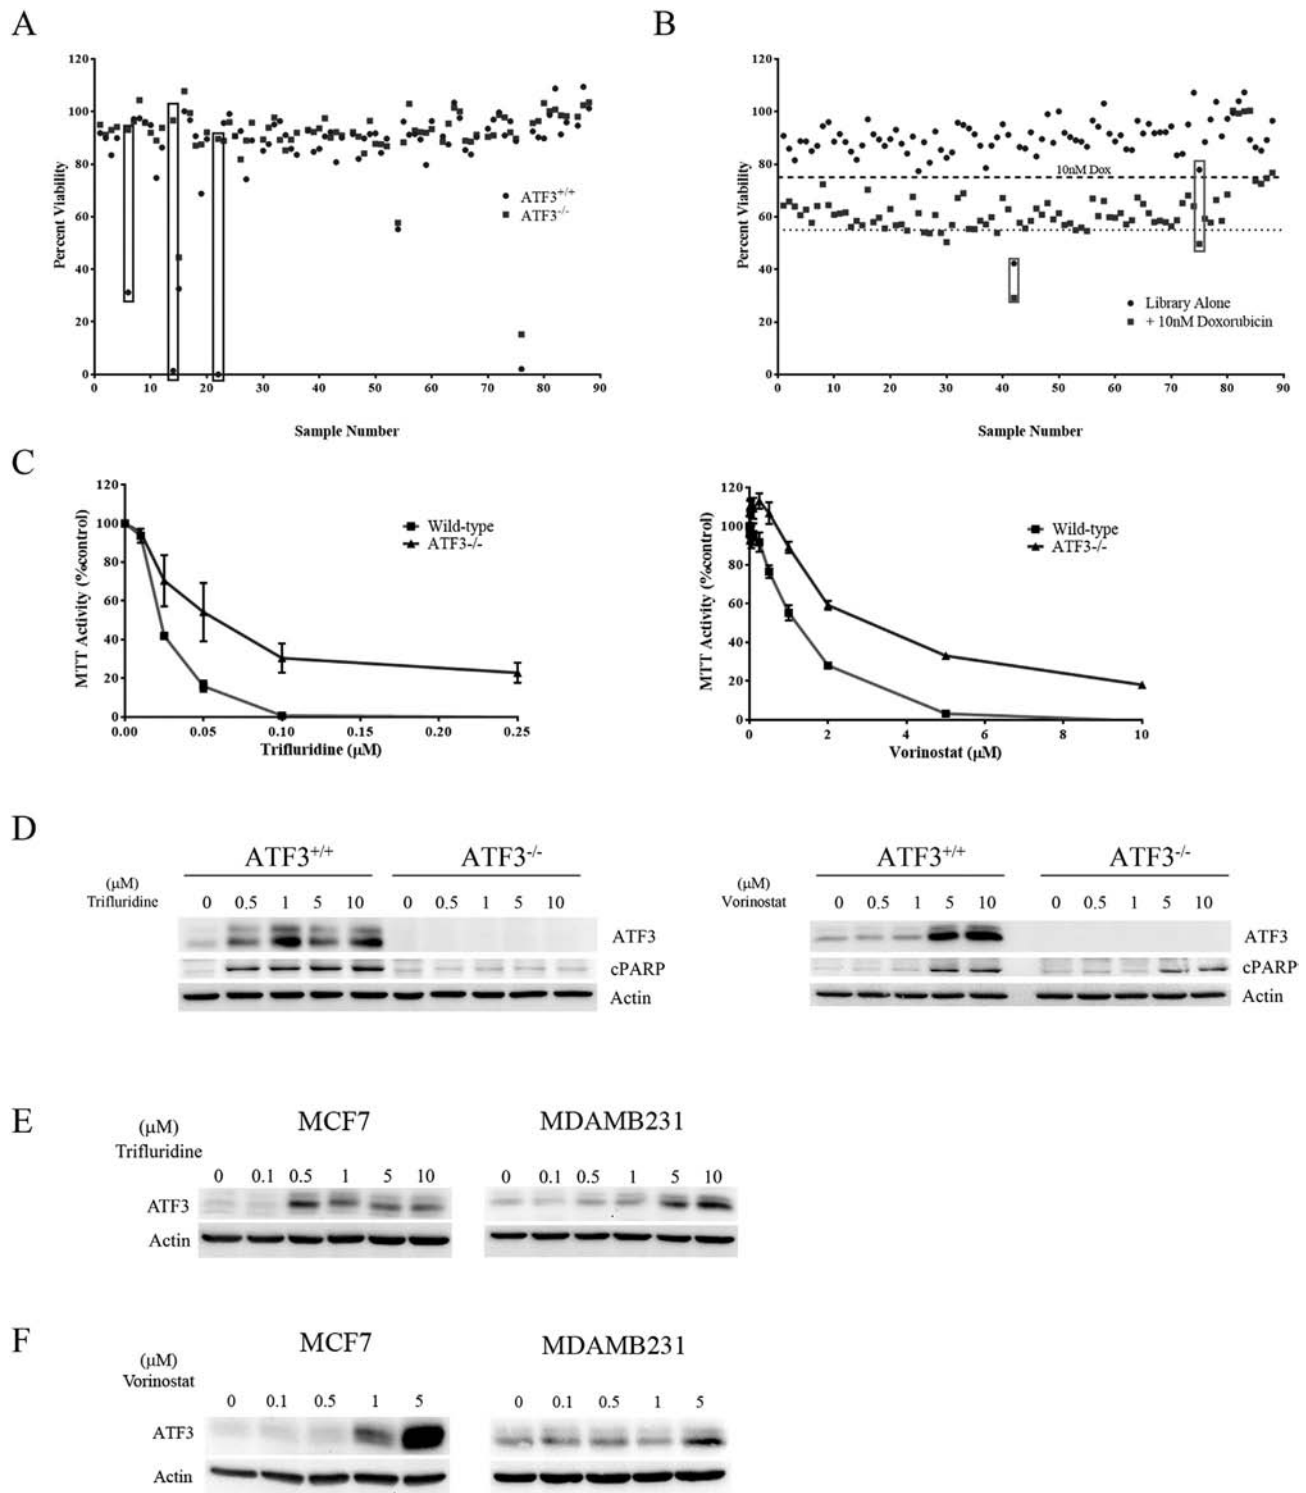 A
B
120
100
80
60
40
20
0
Percent Viability
ATF3+/+
ATF3-/-
0 10 20 30 40 50 60 70 80 90
Sample Number
120
100
80
60
40
20
0
Percent Viability
10nM Dox
Library Alone
+ 10nM Doxorubicin
0 10 20 30 40 50 60 70 80 90
Sample Number
C
120
100
80
60
40
20
0
MTT Activity (%control)
Wild-type
ATF3-/-
0.00 0.05 0.10 0.15 0.20 0.25
Trifluridine (µM)
120
100
80
60
40
20
0
MTT Activity (%control)
Wild-type
ATF3-/-
0 2 4 6 8 10
Vorinostat (µM)
D
ATF3+/+ ATF3-/-
(µM)
Trifluridine 0 0.5 1 5 10 0 0.5 1 5 10
ATF3
cPARP
Actin
ATF3+/+ ATF3-/-
(µM)
Vorinostat 0 0.5 1 5 10 0 0.5 1 5 10
ATF3
cPARP
Actin
E
MCF7 MDAMB231
(µM)
Trifluridine
0 0.1 0.5 1 5 10 0 0.1 0.5 1 5 10
ATF3
Actin
F
MCF7 MDAMB231
(µM)
Vorinostat
0 0.1 0.5 1 5 0 0.1 0.5 1 5
ATF3
Actin